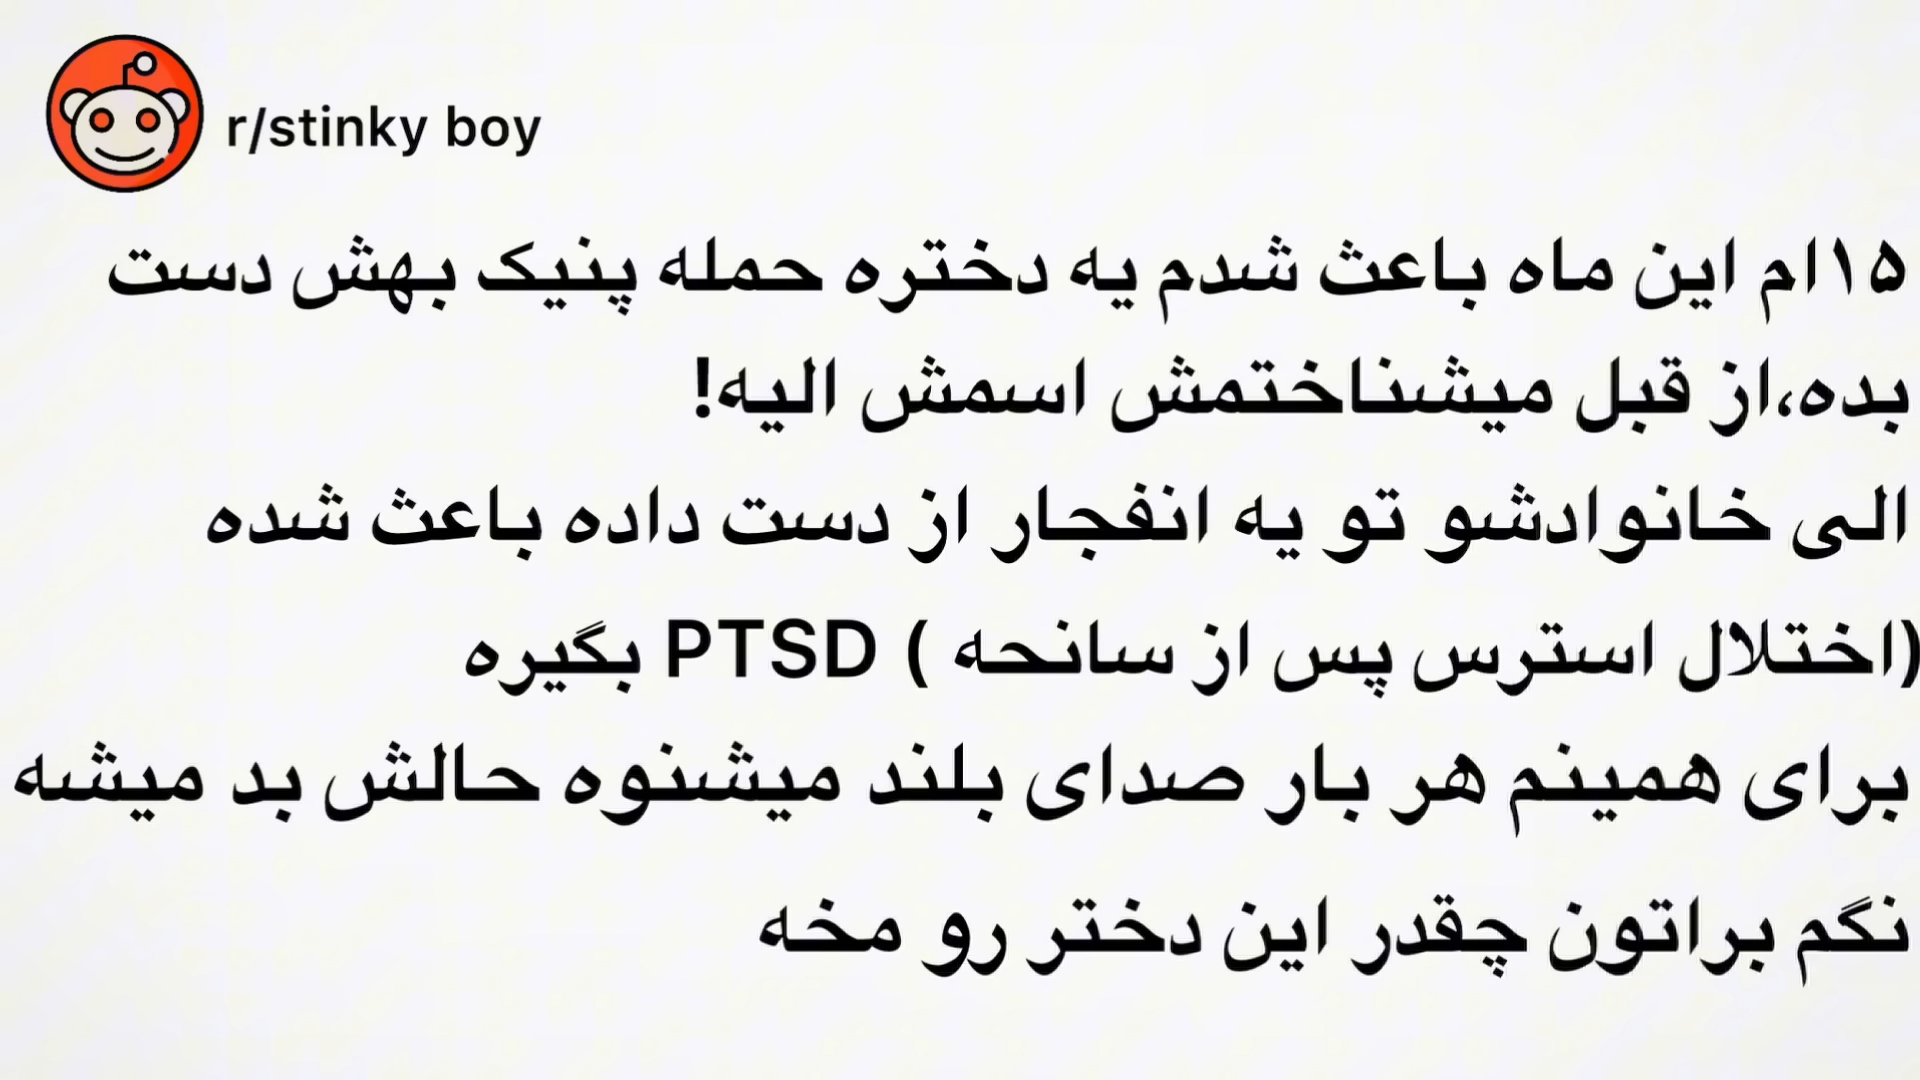 r/stinky boy
۱۵ام این ماه باعث شدم یه دختره حمله پنیک بهش دست
بده،از قبل میشناختمش اسمش الیه!
الی خانوادشو تو یه انفجار از دست داده باعث شده
(اختلال استرس پس از سانحه ) PTSD بگیره
برای همینم هر بار صدای بلند میشنوه حالش بد میشه
نگم براتون چقدر این دختر رو مخه